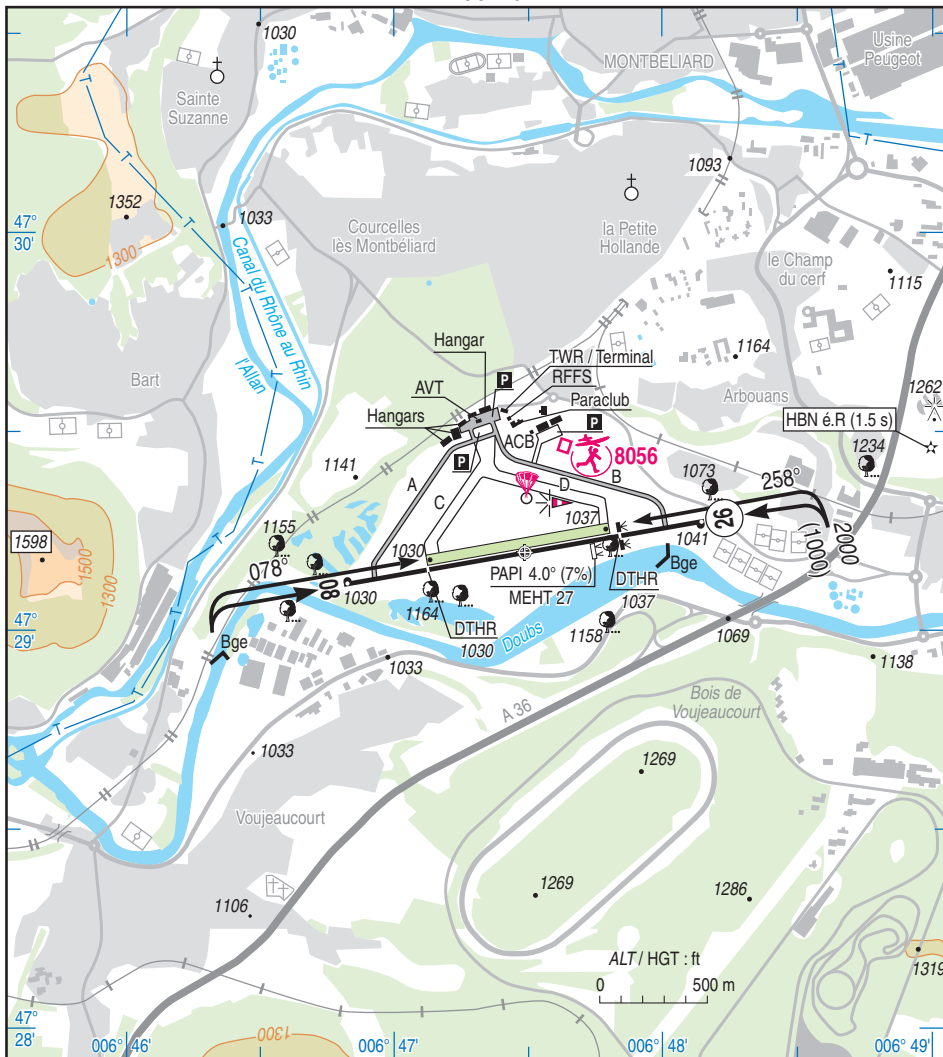 1030
Usine
Peugeot
MONTBELIARD
Sainte
Suzanne
1093
1352
47°
30'
1033
Courcelles
lès Montbéliard
la Petite
Hollande
1300
Canal du Rhône au Rhin
le Champ
du cerf
1115
l'Allan
Hangar
TWR / Terminal
1164
P
RFFS
Bart
AVT
Paraclub
Arbouans
1262
Hangars
P
HBN é.R (1.5 s)
ACB
8056
1234
P
1141
A
B
1073
258°
D
C
1598
1500
1300
1155
1037
26
1041
2000
(1000)
078°
1030
08
1030
PAPI 4.0° (7%)
MEHT 27
Bge
DTHR
1037
1164
DTHR
1030
Doubs
1158
1069
47°
29'
Bge
1033
1138
A 36
Bois de
Voujeaucourt
1033
1269
Voujeaucourt
1269
1286
1106
ALT / HGT : ft
0 500 m
1319
47°
28'
1300
006° 46'
006° 47'
006° 48'
006° 49'